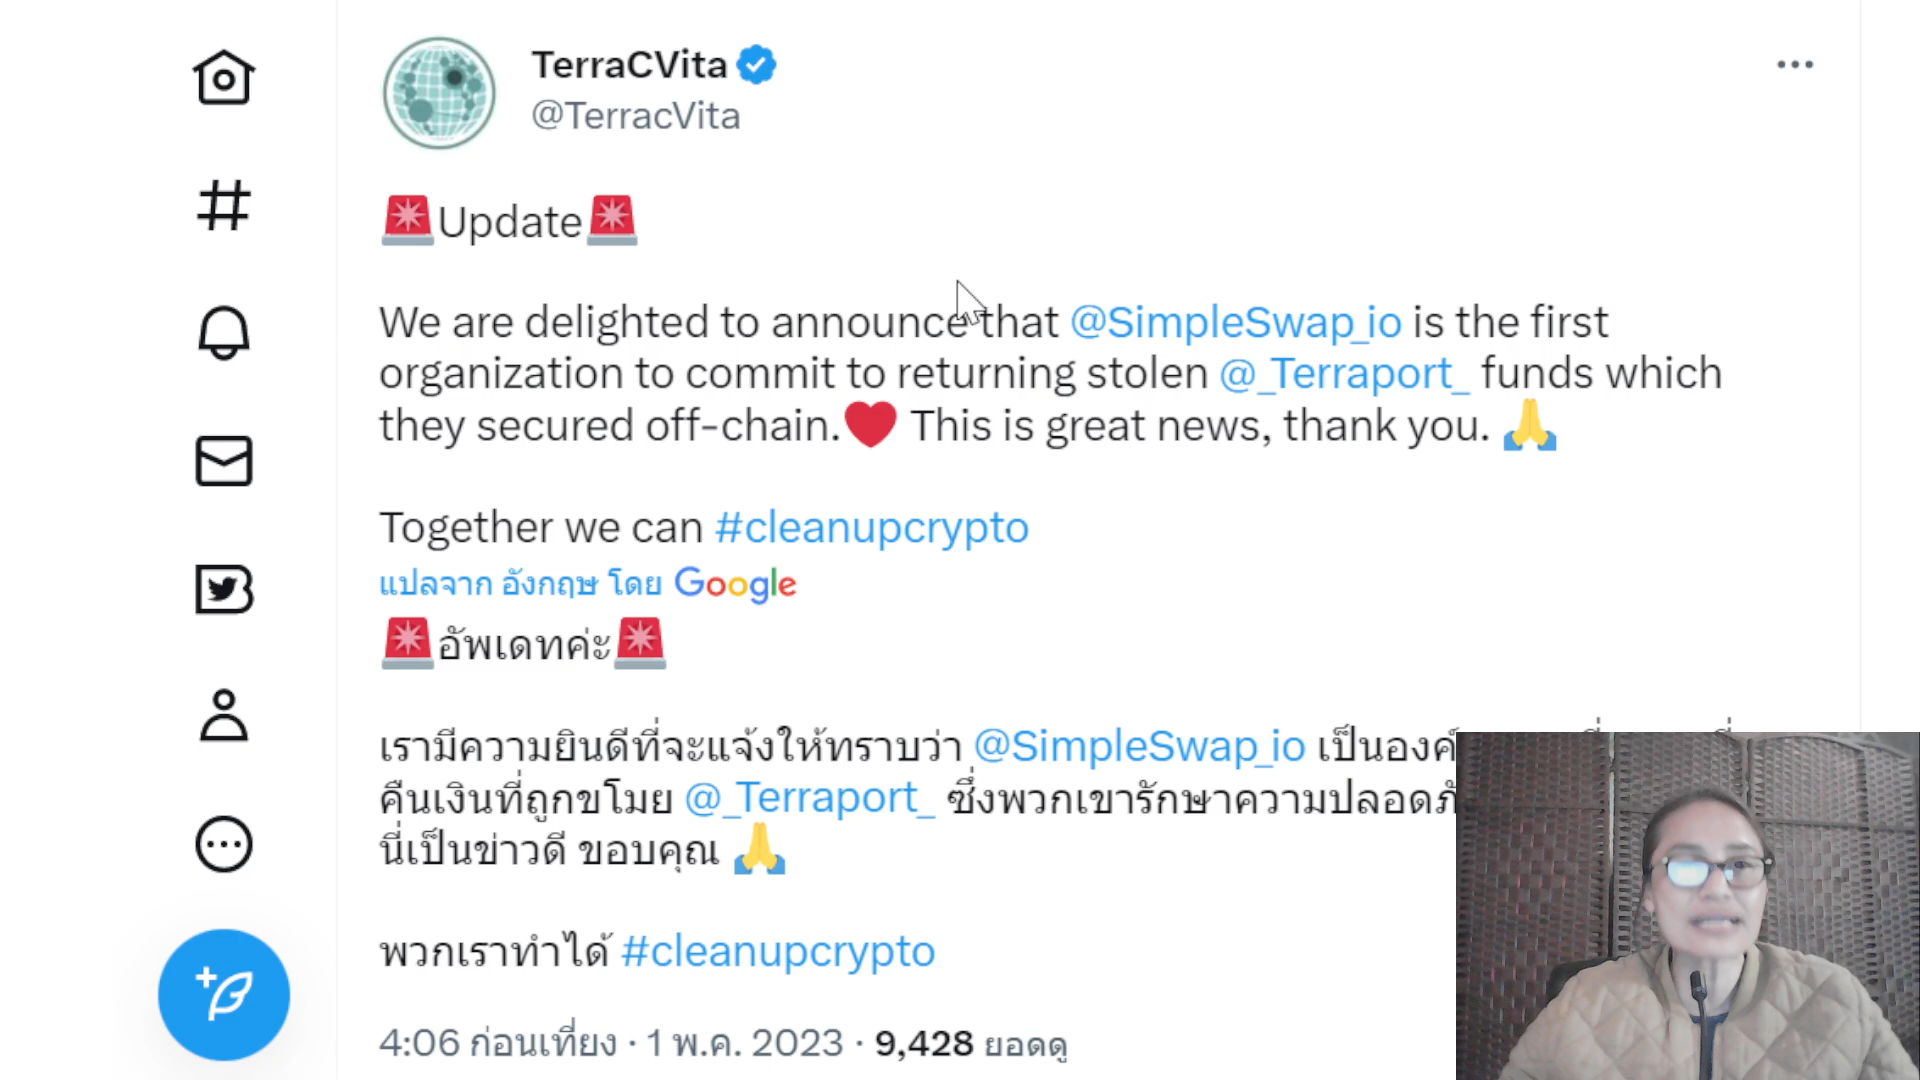 TerraCVita
@TerracVita
Update
We are delighted to announce that @SimpleSwap_io is the first
organization to commit to returning stolen @_Terraport_ funds which
they secured off-chain. This is great news, thank you.
Together we can #cleanupcrypto
แปลจาก อังกฤษ โดย Google
อัพเดทค่ะ
เรามีความยินดีที่จะแจ้งให้ทราบว่า @SimpleSwap_io เป็นองค์
คืนเงินที่ถูกขโมย @_Terraport_ ซึ่งพวกเขารักษาความปลอดภั
นี่เป็นข่าวดี ขอบคุณ
พวกเราทำได้ #cleanupcrypto
4:06 ก่อนเที่ยง · 1 พ.ค. 2023 · 9,428 ยอดดู